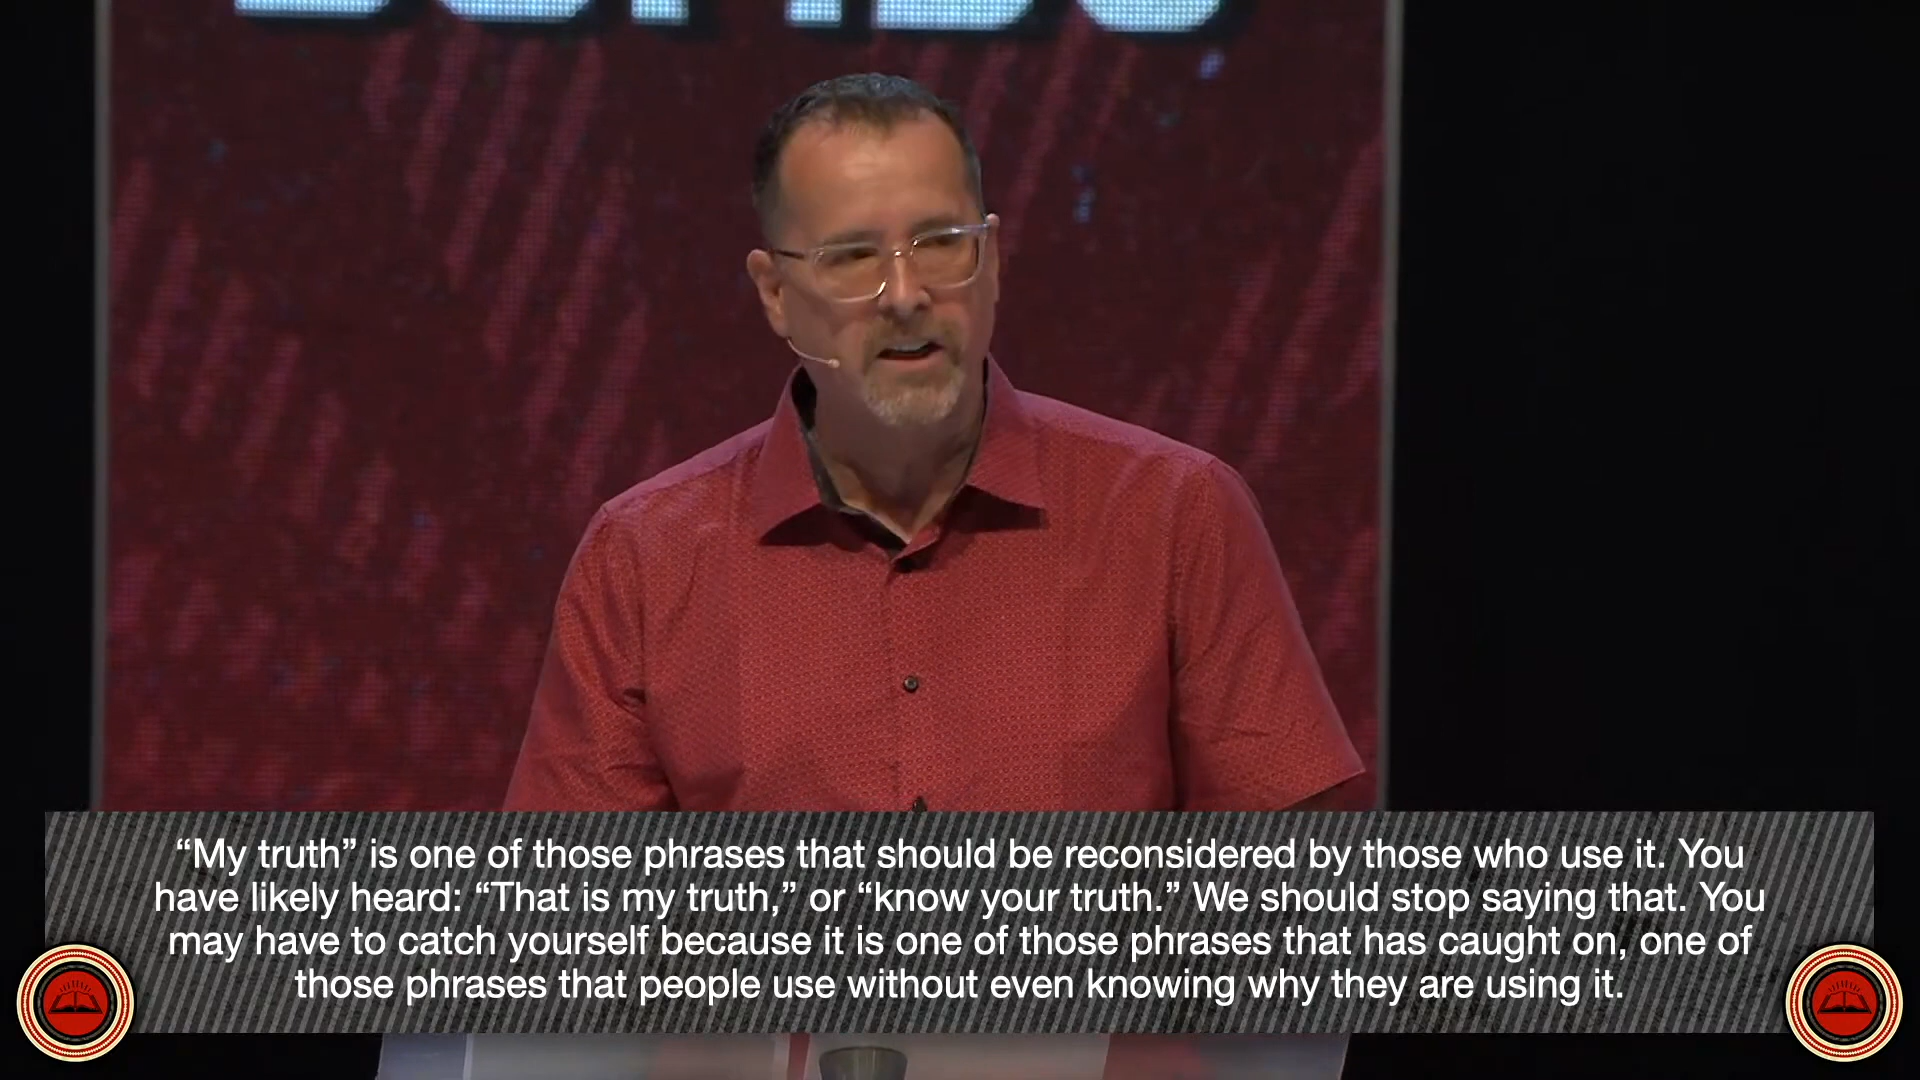 “My truth” is one of those phrases that should be reconsidered by those who use it. You
have likely heard: “That is my truth,” or “know your truth.” We should stop saying that. You
may have to catch yourself because it is one of those phrases that has caught on, one of
those phrases that people use without even knowing why they are using it.